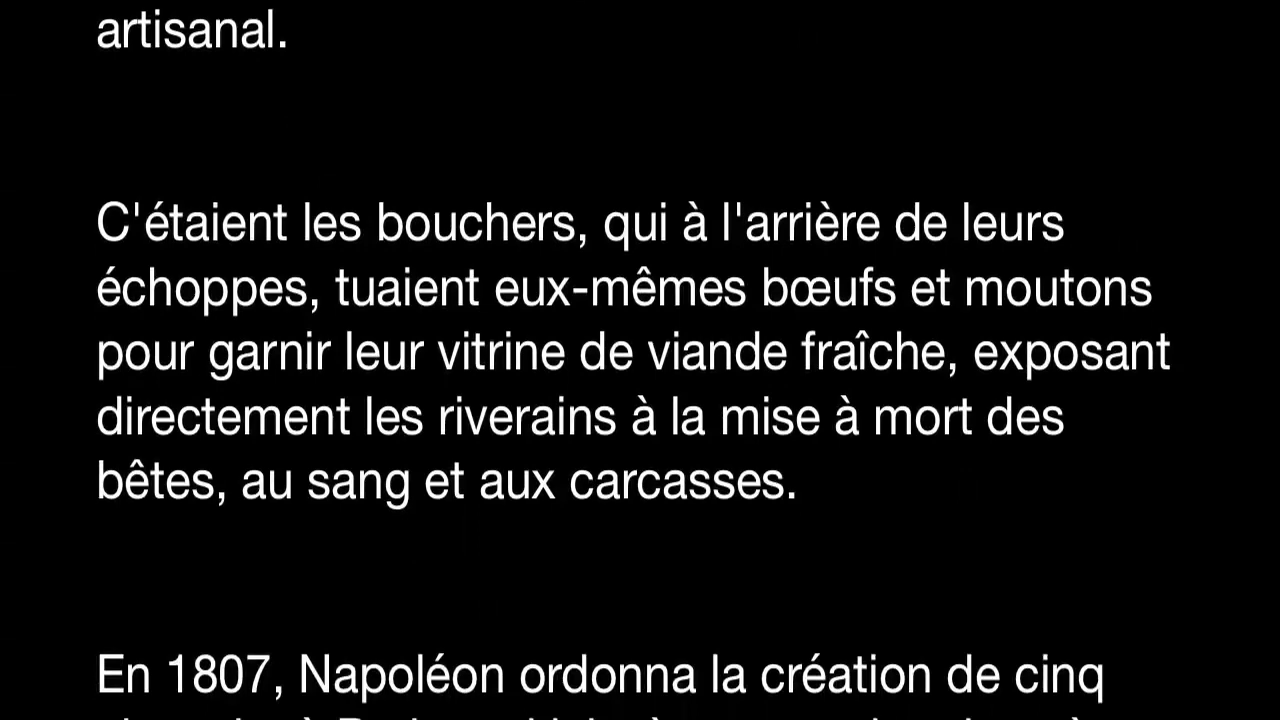 artisanal.
C'étaient les bouchers, qui à l'arrière de leurs
échoppes, tuaient eux-mêmes bœufs et moutons
pour garnir leur vitrine de viande fraîche, exposant
directement les riverains à la mise à mort des
bêtes, au sang et aux carcasses.
En 1807, Napoléon ordonna la création de cinq